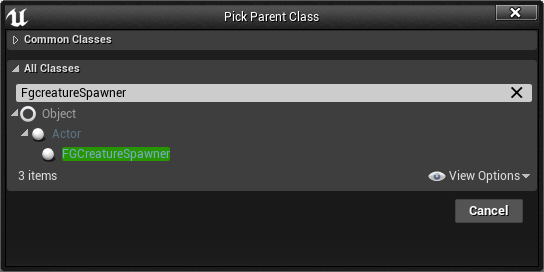 Pick Parent Class
Common Classes
All Classes
FgcreatureSpawner
Object
Actor
FGCreatureSpawner
3 items
View Options
Cancel